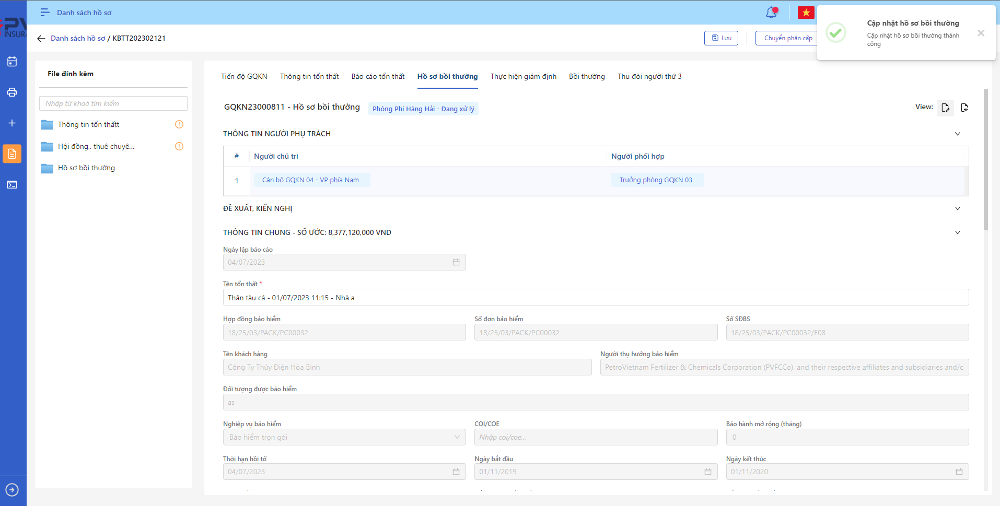 Danh sách hồ sơ
INSURA
Danh sách hồ sơ / KBTT202302121
Lưu
Chuyển phân cấp
Cập nhật hồ sơ bồi thường
Cập nhật hồ sơ bồi thường thành
công
File đính kèm
Nhập từ khoá tìm kiếm
Thông tin tổn thấtt
Hội đồng,. thuê chuyê...
Hồ sơ bồi thường
Tiến độ GQKN
Thông tin tổn thất
Báo cáo tổn thất
Hồ sơ bồi thường
Thực hiện giám định
Bồi thường
Thu đòi người thứ 3
GQKN23000811 - Hồ sơ bồi thường
Phòng Phi Hàng Hải - Đang xử lý
View:
THÔNG TIN NGƯỜI PHỤ TRÁCH
# Người chủ trì Người phối hợp
1 Cán bộ GQKN 04 - VP phía Nam Trưởng phòng GQKN 03
ĐỀ XUẤT, KIẾN NGHỊ
THÔNG TIN CHUNG - SỐ ƯỚC: 8,377,120,000 VND
Ngày lập báo cáo
04/07/2023
Tên tổn thất *
Thân tàu cá - 01/07/2023 11:15 - Nhà a
Hợp đồng bảo hiểm Số đơn bảo hiểm Số SĐBS
18/25/03/PACK/PC00032 18/25/03/PACK/PC00032 18/25/03/PACK/PC00032/E08
Tên khách hàng Người thụ hưởng bảo hiểm
Công Ty Thủy Điện Hòa Bình PetroVietnam Fertilizer & Chemicals Corporation (PVFCCo), and their respective affiliates and subsidiaries and/c
Đối tượng được bảo hiểm
as
Nghiệp vụ bảo hiểm COI/COE Bảo hành mở rộng (tháng)
Bảo hiểm trọn gói Nhập coi/coe... 0
Thời hạn hồi tố Ngày bắt đầu Ngày kết thúc
04/07/2023 01/11/2019 01/11/2020